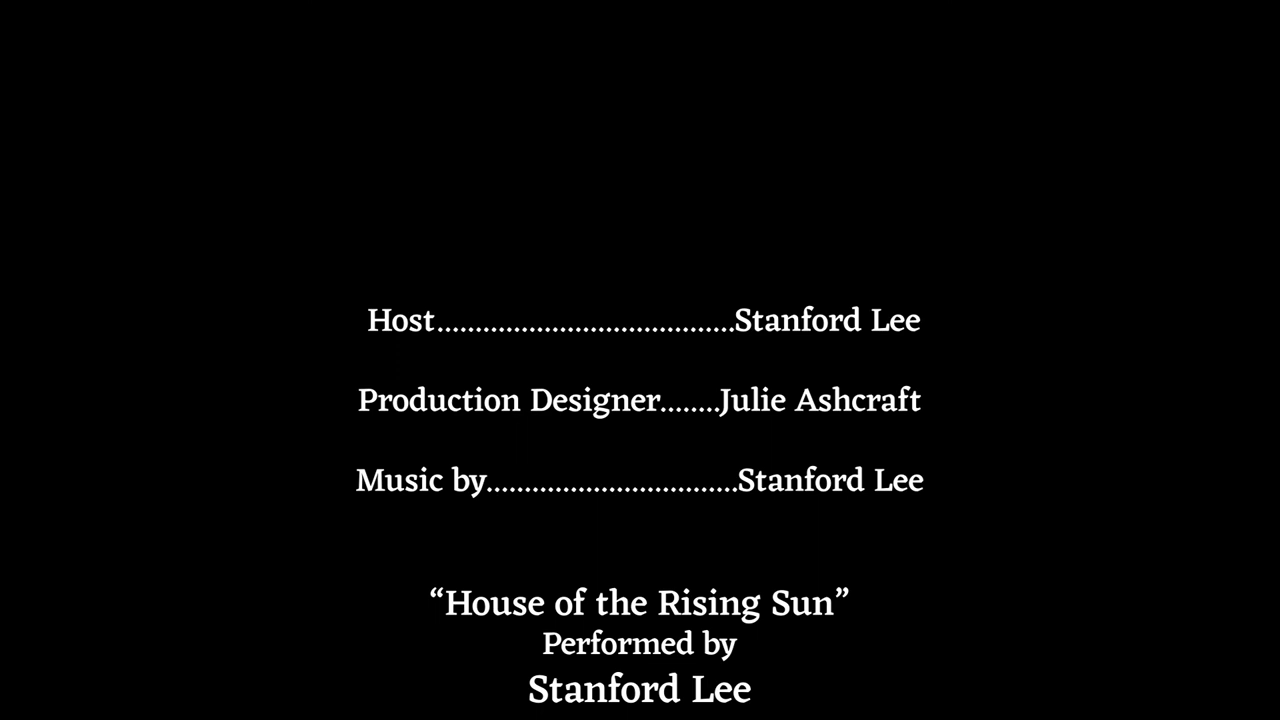 Host.......................................Stanford Lee
Production Designer........Julie Ashcraft
Music by.................................Stanford Lee
“House of the Rising Sun”
Performed by
Stanford Lee